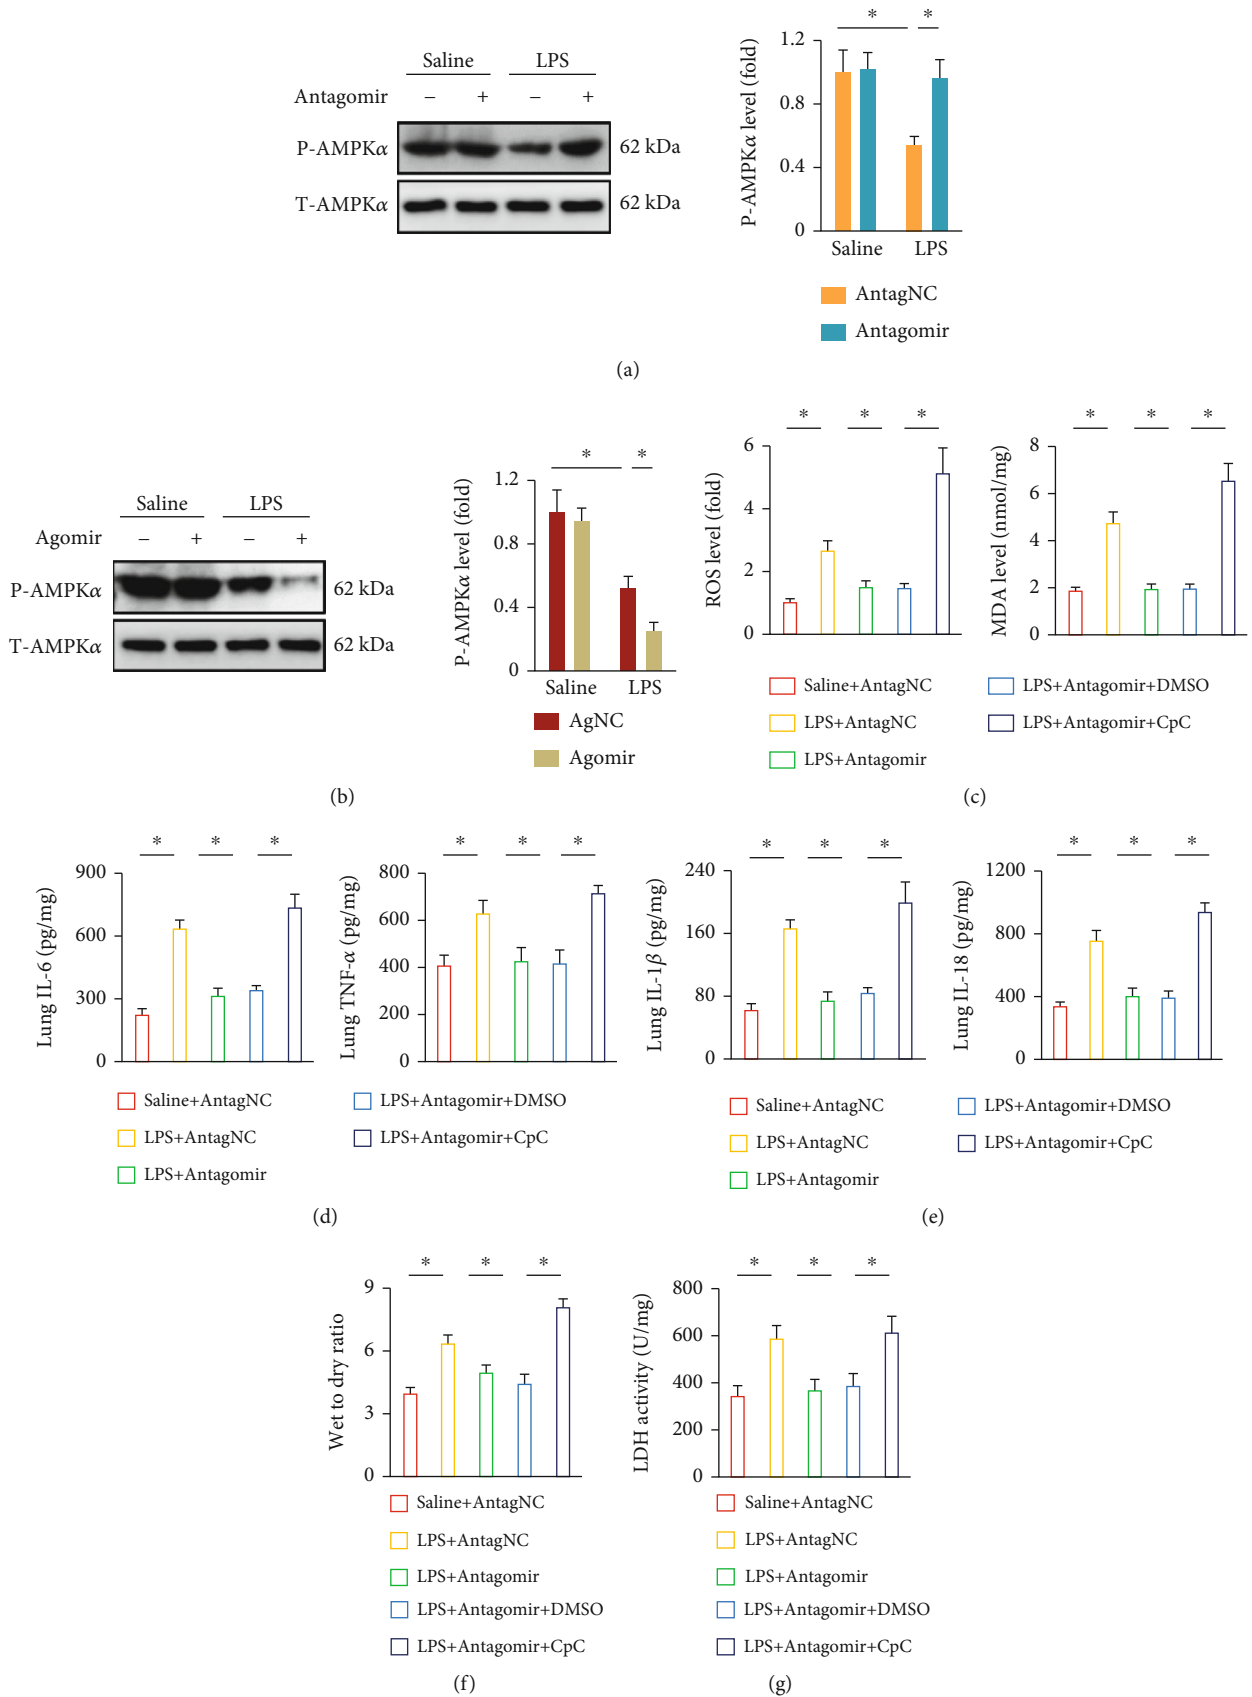 Saline LPS
Antagomir − + − +
P-AMPKα 62 kDa
T-AMPKα 62 kDa
* *
P-AMPKα level (fold)
1.2
0.8
0.4
0
Saline LPS
AntagNC
Antagomir
(a)
Saline LPS
Agomir − + − +
P-AMPKα 62 kDa
T-AMPKα 62 kDa
* *
P-AMPKα level (fold)
1.2
0.8
0.4
0
Saline LPS
AgNC
Agomir
(b)
* * *
ROS level (fold)
6
4
2
0
* * *
MDA level (nmol/mg)
8
6
4
2
0
Saline+AntagNC
LPS+AntagNC
LPS+Antagomir
LPS+Antagomir+DMSO
LPS+Antagomir+CpC
(c)
* * *
Lung IL-6 (pg/mg)
900
600
300
0
* * *
Lung TNF-α (pg/mg)
800
600
400
200
0
Saline+AntagNC
LPS+AntagNC
LPS+Antagomir
LPS+Antagomir+DMSO
LPS+Antagomir+CpC
(d)
* * *
Lung IL-1β (pg/mg)
240
160
80
0
* * *
Lung IL-18 (pg/mg)
1200
800
400
0
Saline+AntagNC
LPS+AntagNC
LPS+Antagomir
LPS+Antagomir+DMSO
LPS+Antagomir+CpC
(e)
* * *
Wet to dry ratio
9
6
3
0
Saline+AntagNC
LPS+AntagNC
LPS+Antagomir
LPS+Antagomir+DMSO
LPS+Antagomir+CpC
(f)
* * *
LDH activity (U/mg)
800
600
400
200
0
Saline+AntagNC
LPS+AntagNC
LPS+Antagomir
LPS+Antagomir+DMSO
LPS+Antagomir+CpC
(g)